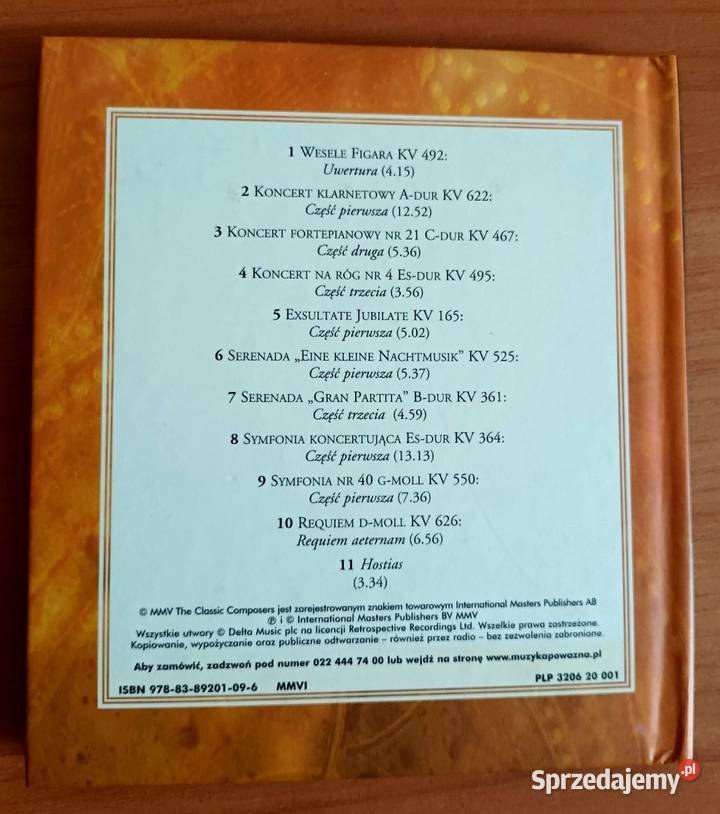 1 Wesele Figara KV 492:
Uwertura (4.15)
2 Koncert klarnetowy A-dur KV 622:
Część pierwsza (12.52)
3 Koncert fortepianowy nr 21 C-dur KV 467:
Część druga (5.36)
4 Koncert na róg nr 4 Es-dur KV 495:
Część trzecia (3.56)
5 Exsultate Jubilate KV 165:
Część pierwsza (5.02)
6 Serenada „Eine kleine Nachtmusik” KV 525:
Część pierwsza (5.37)
7 Serenada „Gran Partita” B-dur KV 361:
Część trzecia (4.59)
8 Symfonia koncertująca Es-dur KV 364:
Część pierwsza (13.13)
9 Symfonia nr 40 g-moll KV 550:
Część pierwsza (7.36)
10 Requiem d-moll KV 626:
Requiem aeternam (6.56)
11 Hostias
(3.34)
© MMV The Classic Composers jest zarejestrowanym znakiem towarowym International Masters Publishers AB
℗ i © International Masters Publishers BV MMV
Wszystkie utwory © Delta Music plc na licencji Retrospective Recordings Ltd. Wszelkie prawa zastrzeżone.
Kopiowanie, wypożyczanie oraz publiczne odtwarzanie – również przez radio – bez zezwolenia zabronione.
Aby zamówić, zadzwoń pod numer 022 444 74 00 lub wejdź na stronę www.muzykapowazna.pl
ISBN 978-83-89201-09-6 MMVI PLP 3206 20 001
Sprzedajemy.pl